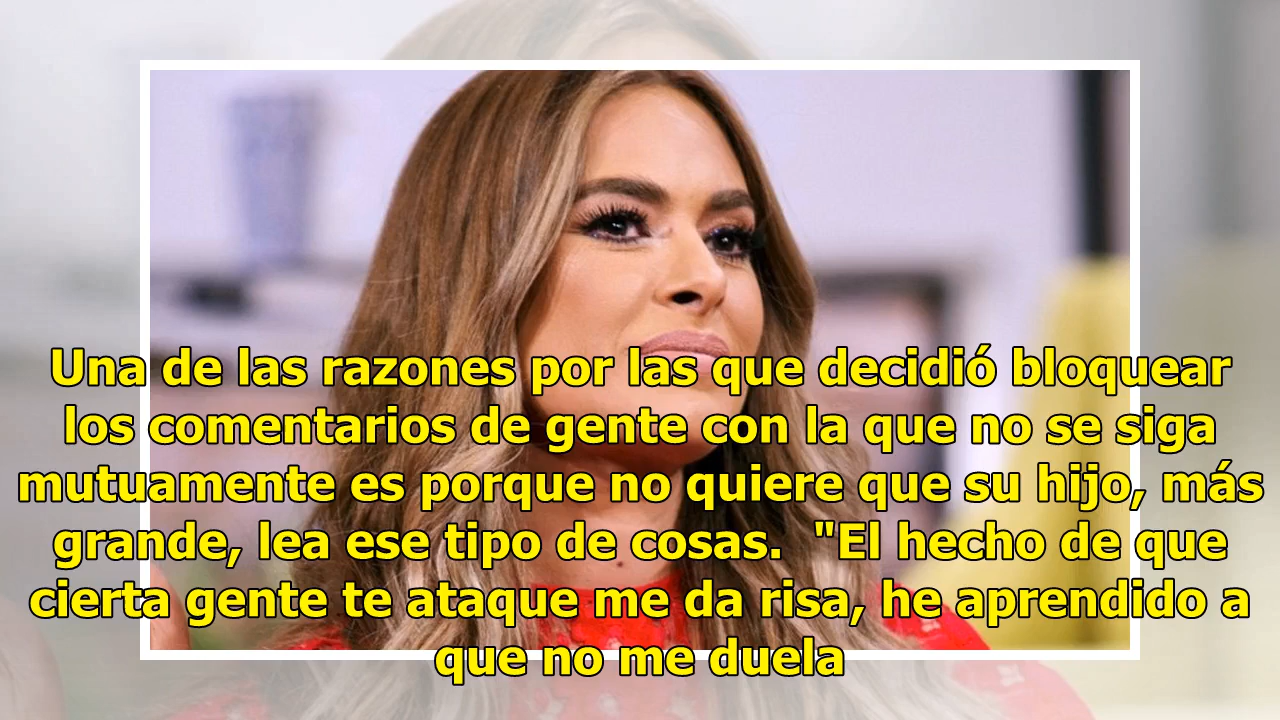 Una de las razones por las que decidió bloquear
los comentarios de gente con la que no se siga
mutuamente es porque no quiere que su hijo, más
grande, lea ese tipo de cosas.  "El hecho de que
cierta gente te ataque me da risa, he aprendido a
que no me duela